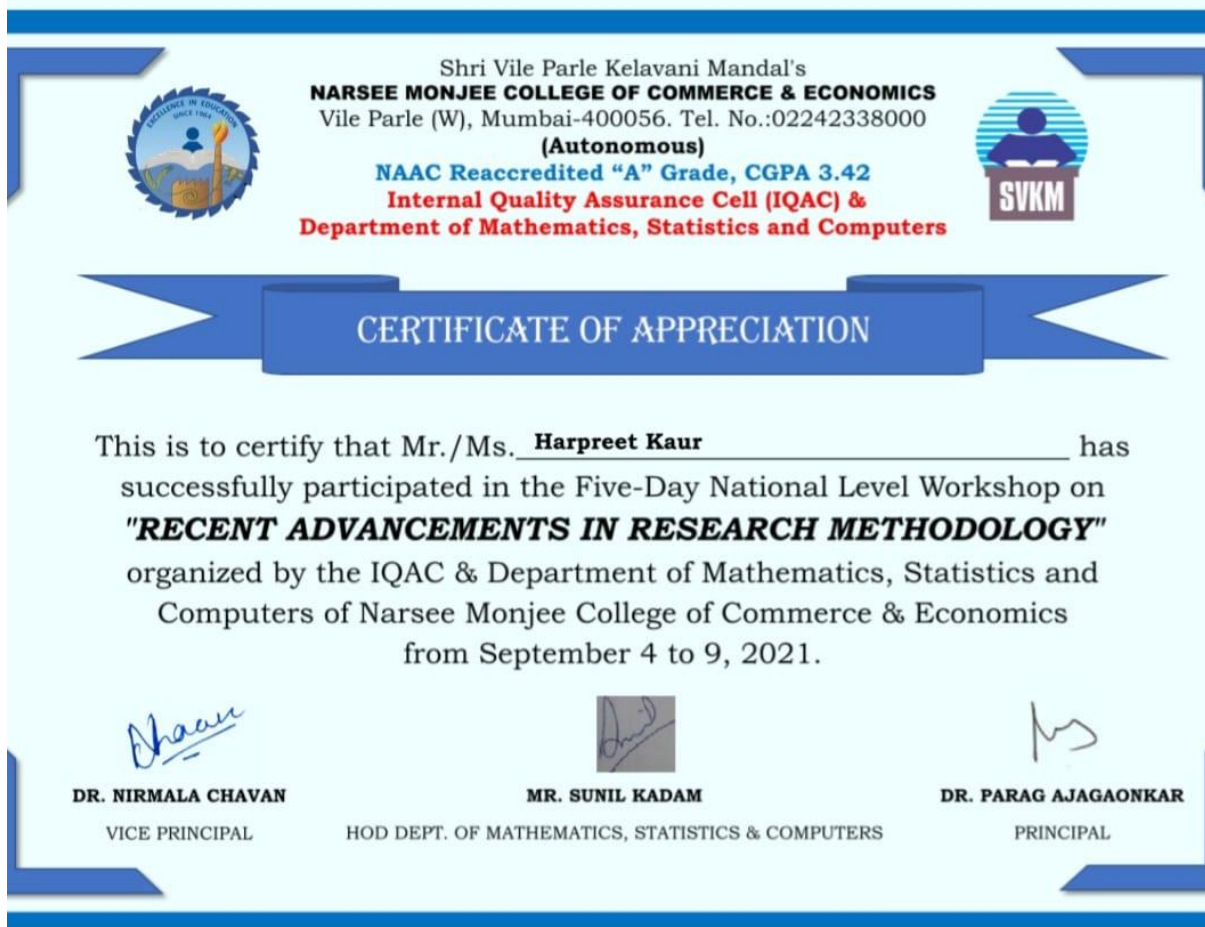 Shri Vile Parle Kelavani Mandal's
NARSEE MONJEE COLLEGE OF COMMERCE & ECONOMICS
Vile Parle (W), Mumbai-400056. Tel. No.:02242338000
(Autonomous)
NAAC Reaccredited “A” Grade, CGPA 3.42
Internal Quality Assurance Cell (IQAC) &
Department of Mathematics, Statistics and Computers
EXCELLENCE IN EDUCATION
SINCE 1964
SVKM
CERTIFICATE OF APPRECIATION
This is to certify that Mr./Ms. Harpreet Kaur has
successfully participated in the Five-Day National Level Workshop on
"RECENT ADVANCEMENTS IN RESEARCH METHODOLOGY"
organized by the IQAC & Department of Mathematics, Statistics and
Computers of Narsee Monjee College of Commerce & Economics
from September 4 to 9, 2021.
DR. NIRMALA CHAVAN
VICE PRINCIPAL
MR. SUNIL KADAM
HOD DEPT. OF MATHEMATICS, STATISTICS & COMPUTERS
DR. PARAG AJAGAONKAR
PRINCIPAL